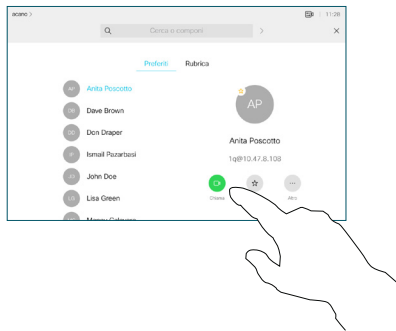 acano >
11:28
Cerca o componi
Preferiti Rubrica
AP Anita Poscotto
DB Dave Brown
DD Don Draper
IP Ismail Pazarbasi
JD John Doe
LG Lisa Green
AP
Anita Poscotto
1q@10.47.8.108
Chiama
Altro